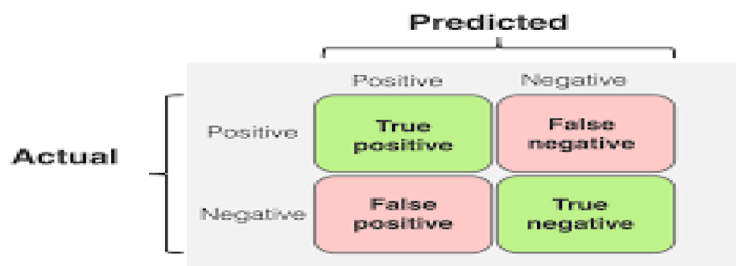 Predicted
Positive Negative
Positive
True positive
False negative
Actual
Negative
False positive
True negative